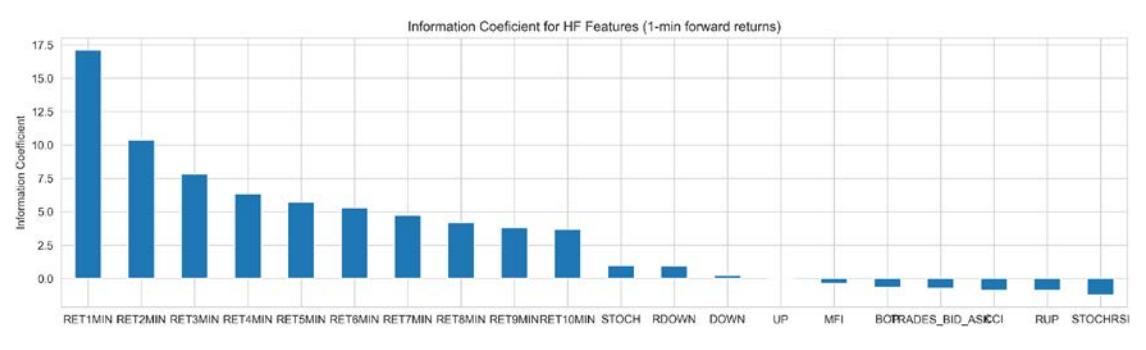 Information Coeficient for HF Features (1-min forward returns)
Information Coefficient
17.5
15.0
12.5
10.0
7.5
5.0
2.5
0.0
RET1MIN RET2MIN RET3MIN RET4MIN RET5MIN RET6MIN RET7MIN RET8MIN RET9MIN RET10MIN STOCH RDOWN DOWN UP MFI BOP TRADES_BID_ASK CCI RUP STOCHRSI